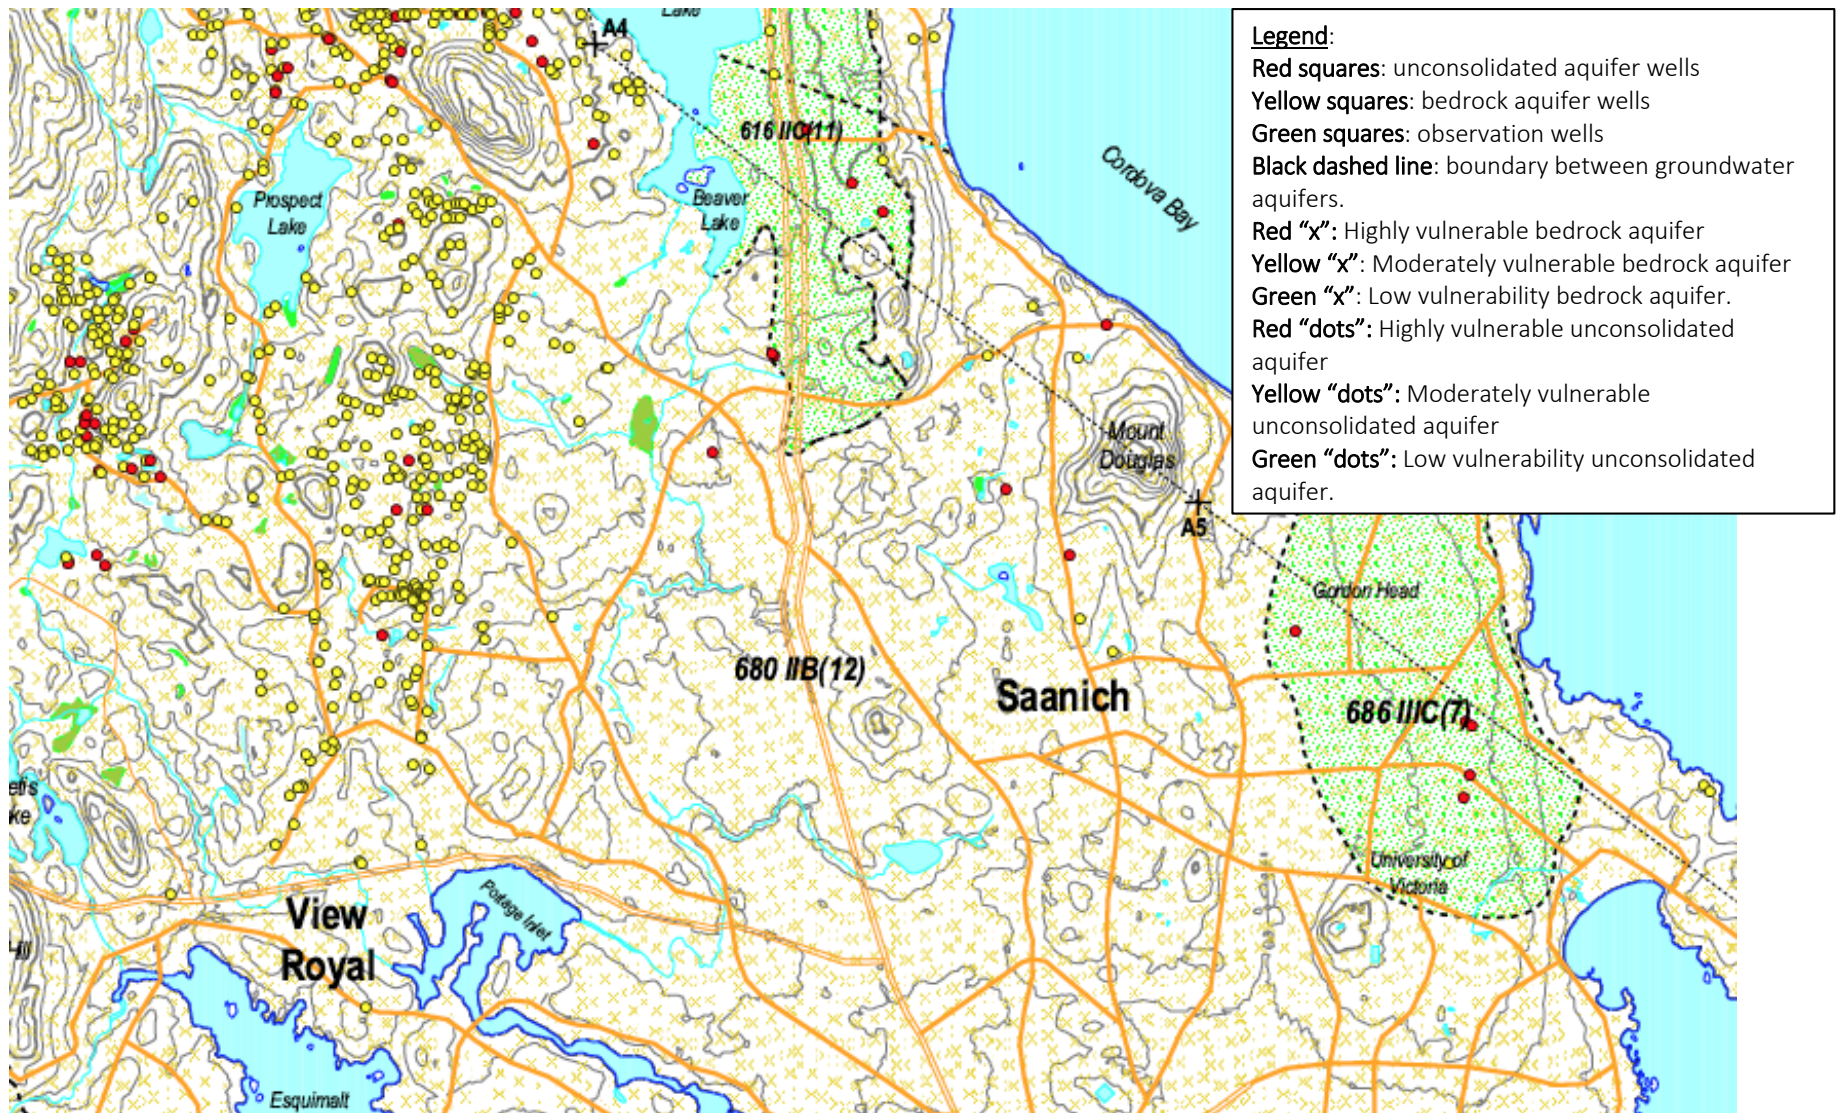 Lake
A4
616 IIC(11)
Cordova Bay
Prospect
Lake
Beaver
Lake
Mount
Douglas
A5
Gordon Head
680 IIB(12)
Saanich
686 IIIC(7)
University of
Victoria
View
Royal
Portage Inlet
Esquimalt
Legend:
Red squares: unconsolidated aquifer wells
Yellow squares: bedrock aquifer wells
Green squares: observation wells
Black dashed line: boundary between groundwater
aquifers.
Red “x”: Highly vulnerable bedrock aquifer
Yellow “x”: Moderately vulnerable bedrock aquifer
Green “x”: Low vulnerability bedrock aquifer.
Red “dots”: Highly vulnerable unconsolidated
aquifer
Yellow “dots”: Moderately vulnerable
unconsolidated aquifer
Green “dots”: Low vulnerability unconsolidated
aquifer.